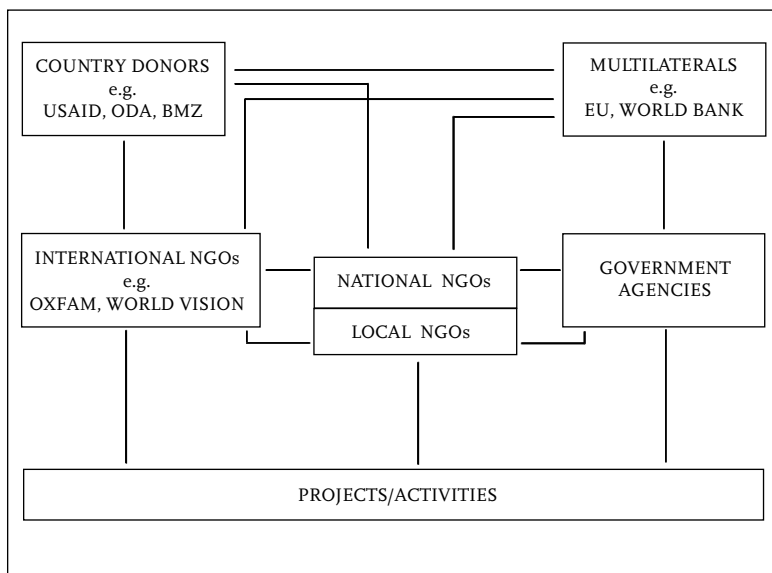 COUNTRY DONORS
e.g.
USAID, ODA, BMZ
MULTILATERALS
e.g.
EU, WORLD BANK
INTERNATIONAL NGOs
e.g.
OXFAM, WORLD VISION
NATIONAL NGOs
LOCAL NGOs
GOVERNMENT
AGENCIES
PROJECTS/ACTIVITIES